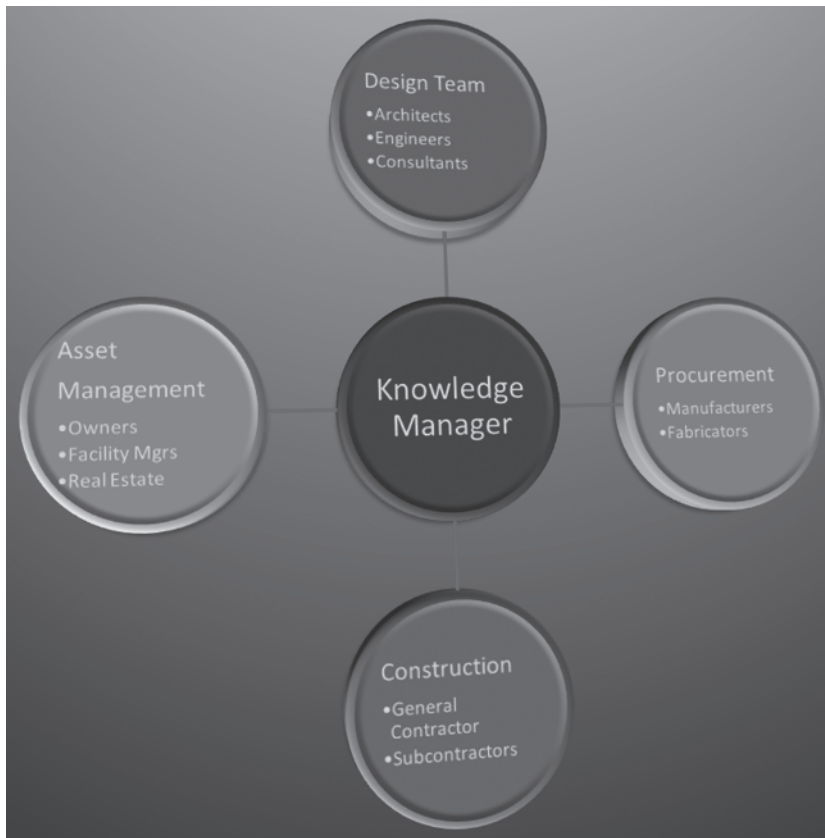 Design Team
•Architects
•Engineers
•Consultants
Asset
Management
•Owners
•Facility Mgrs
•Real Estate
Knowledge
Manager
Procurement
•Manufacturers
•Fabricators
Construction
•General
Contractor
•Subcontractors